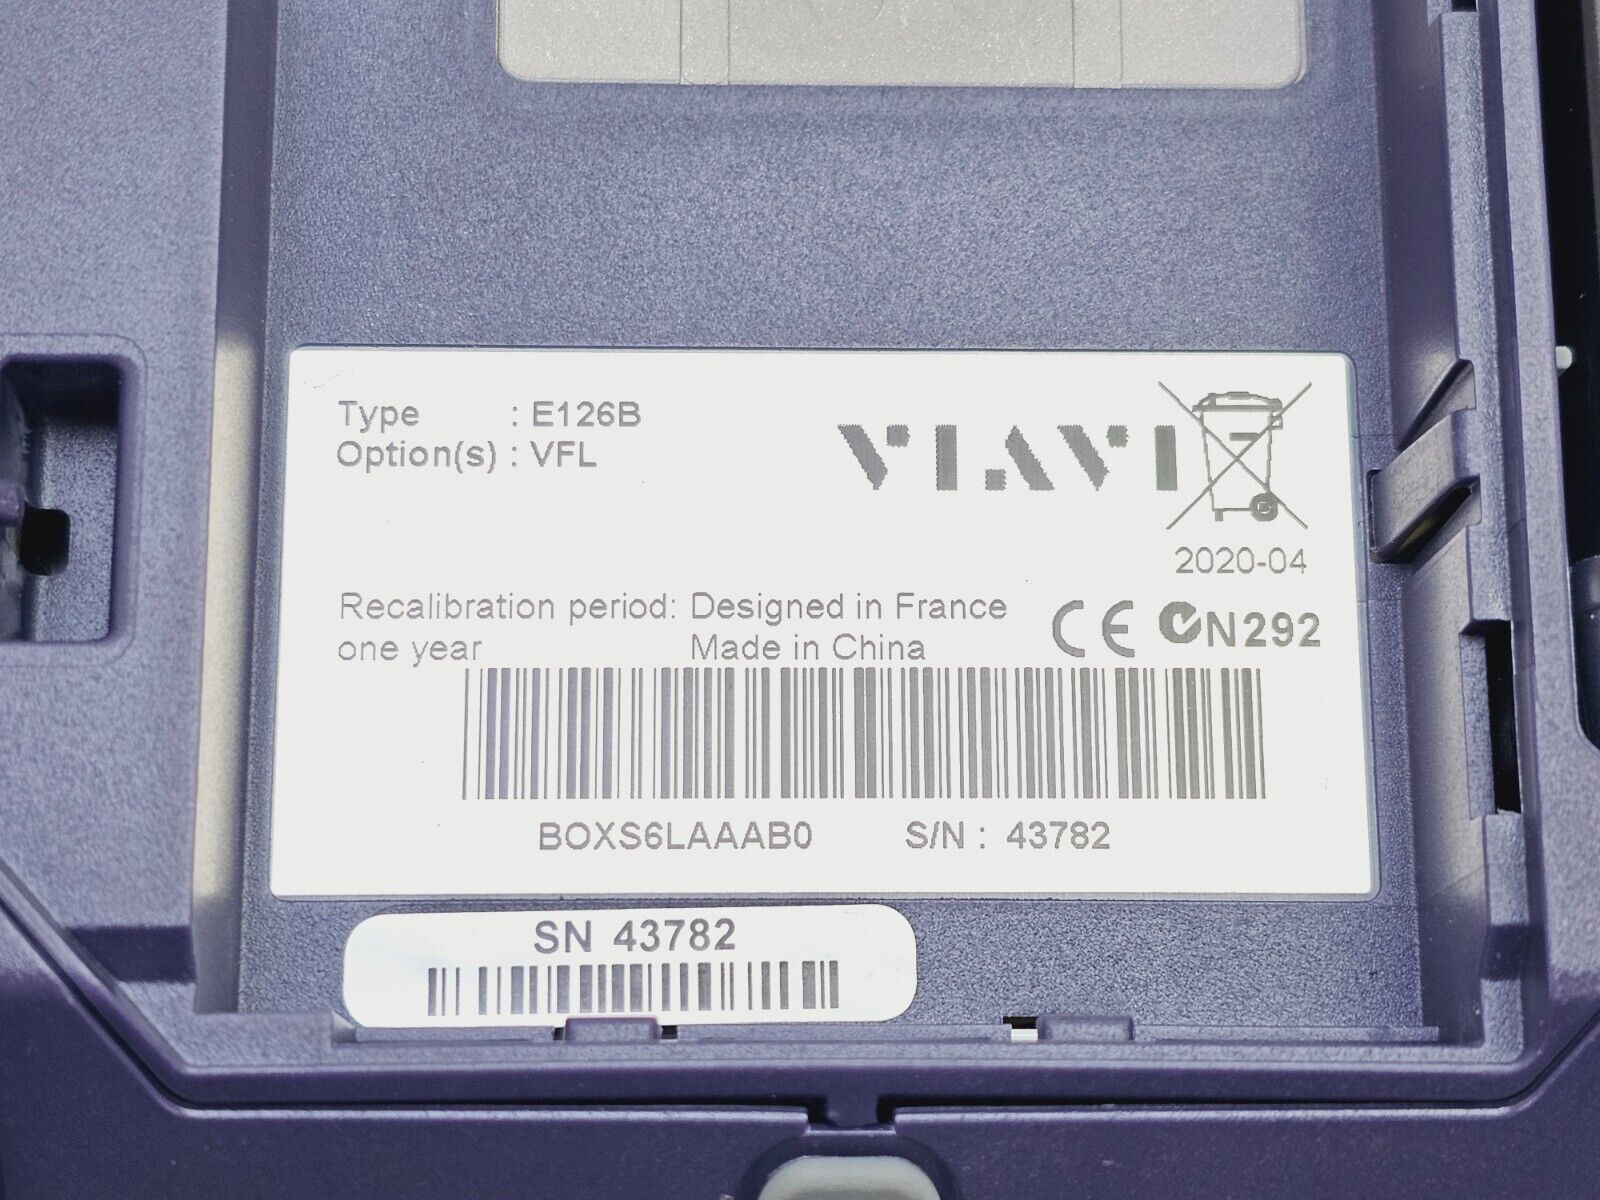 Type : E126B
Option(s) : VFL
VIAVI
2020-04
Recalibration period: Designed in France
one year Made in China
CE N292
BOXS6LAAAB0 S/N : 43782
SN 43782